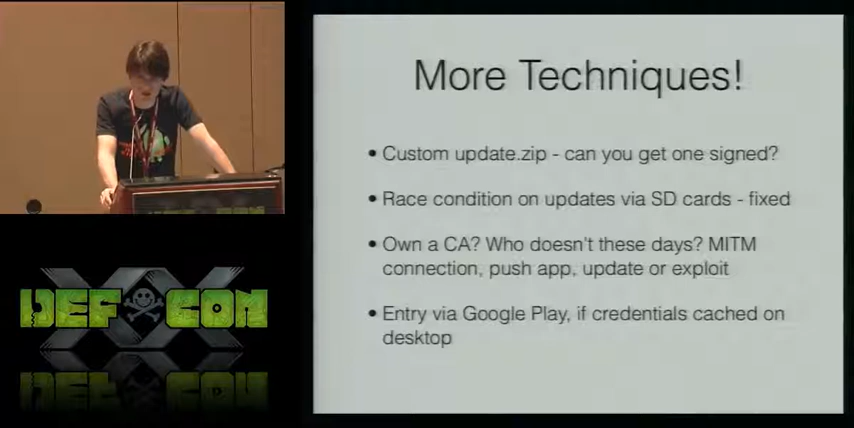 More Techniques!
• Custom update.zip - can you get one signed?
• Race condition on updates via SD cards - fixed
• Own a CA? Who doesn't these days? MITM
connection, push app, update or exploit
• Entry via Google Play, if credentials cached on
desktop
DEF CON
XX